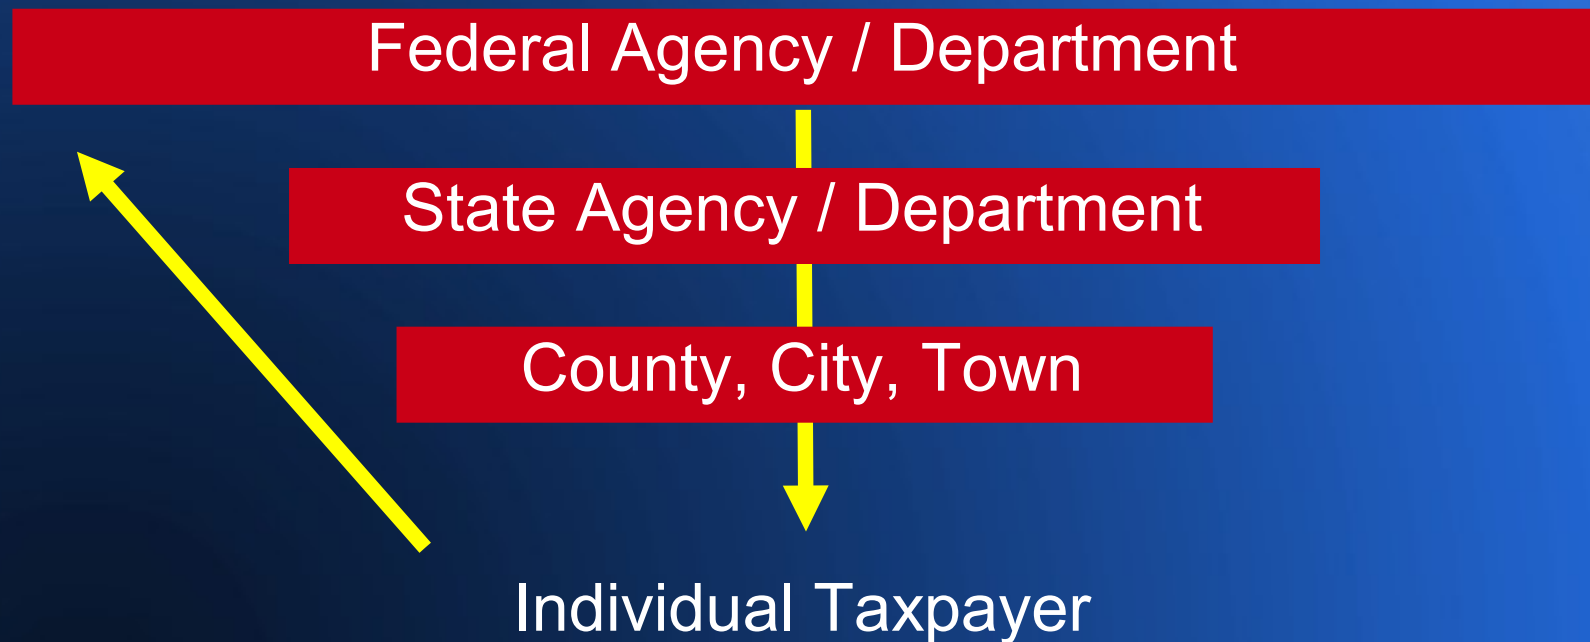 Federal Agency / Department
State Agency / Department
County, City, Town
Individual Taxpayer